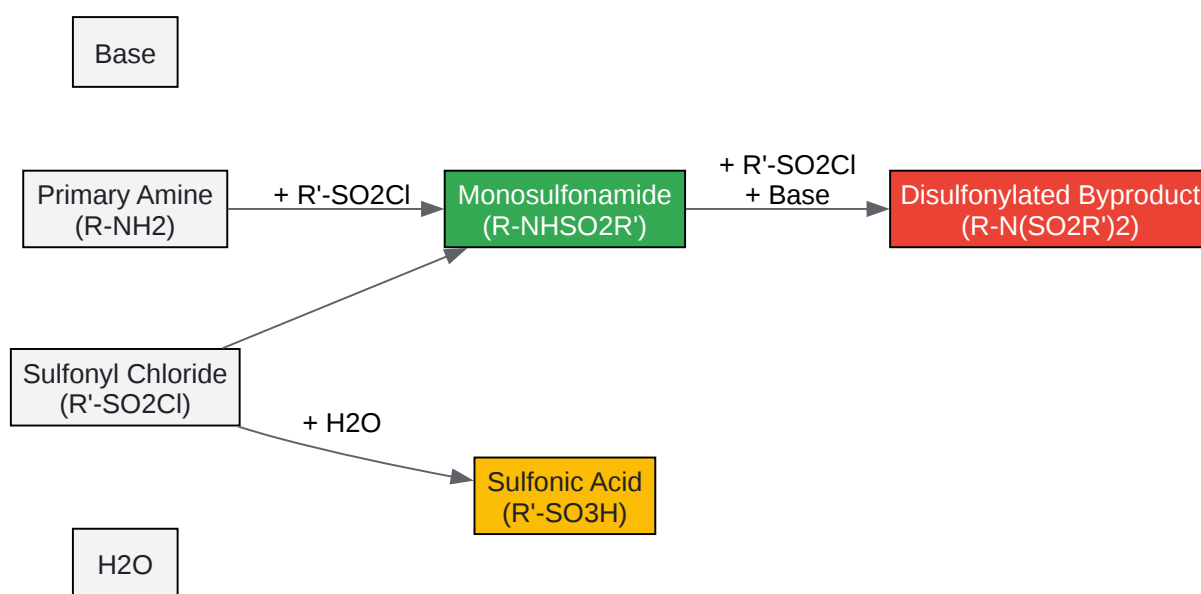 Base
Primary Amine
(R-NH2)
+ R'-SO2Cl
Monosulfonamide
(R-NHSO2R')
+ R'-SO2Cl
+ Base
Disulfonylated Byproduct
(R-N(SO2R')2)
Sulfonyl Chloride
(R'-SO2Cl)
+ H2O
Sulfonic Acid
(R'-SO3H)
H2O